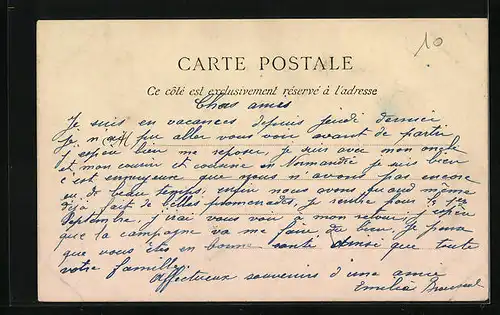 10
CARTE POSTALE
Ce côté est exclusivement réservé à l'adresse
Chers amis
Je suis en vacances depuis jeudi dernier
je n'ai pu aller vous voir avant de partir
J'espère bien me reposer, je suis avec mon oncle
et mon cousin et cousine en Normandie je suis bien
c'est ennuyeux que nous n'avons pas encore
eu du beau temps, enfin nous avons quand même
déjà fait de belles promenades, je rentre pour le 1er
Septembre, j'irai vous voir à mon retour, j'espère
que la campagne va me faire du bien. Je pense
que vous êtes en bonne santé ainsi que toute
votre famille
Affectueux souvenirs d'une amie
Emilia